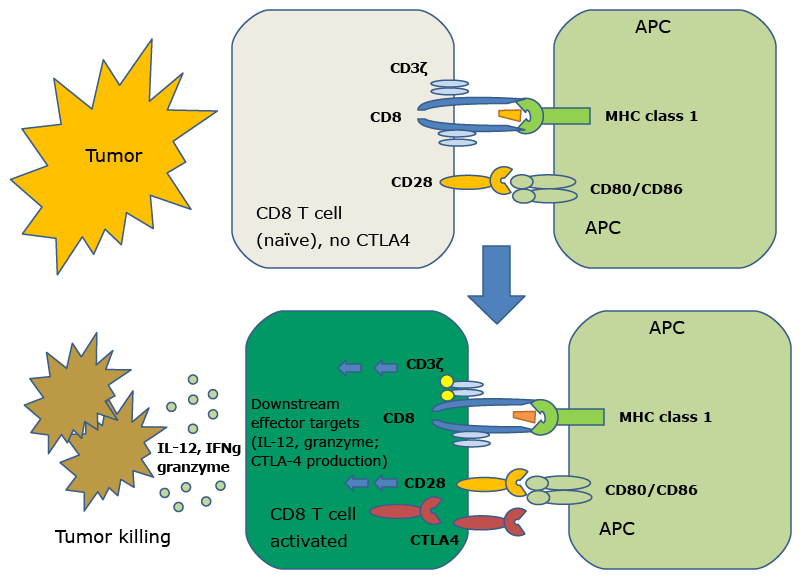 APC
CD3ζ
CD8
MHC class 1
Tumor
CD28
CD80/CD86
CD8 T cell
(naïve), no CTLA4
APC
APC
CD3ζ
Downstream
effector targets
(IL-12, granzyme;
CTLA-4 production)
CD8
MHC class 1
IL-12, IFNg
granzyme
CD28
CD80/CD86
CD8 T cell
activated
CTLA4
APC
Tumor killing